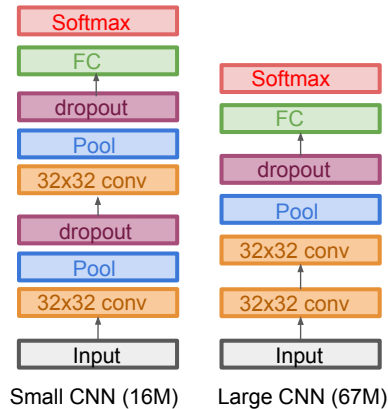 Softmax
FC
dropout
Pool
32x32 conv
dropout
Pool
32x32 conv
Input
Small CNN (16M)
Softmax
FC
dropout
Pool
32x32 conv
32x32 conv
Input
Large CNN (67M)